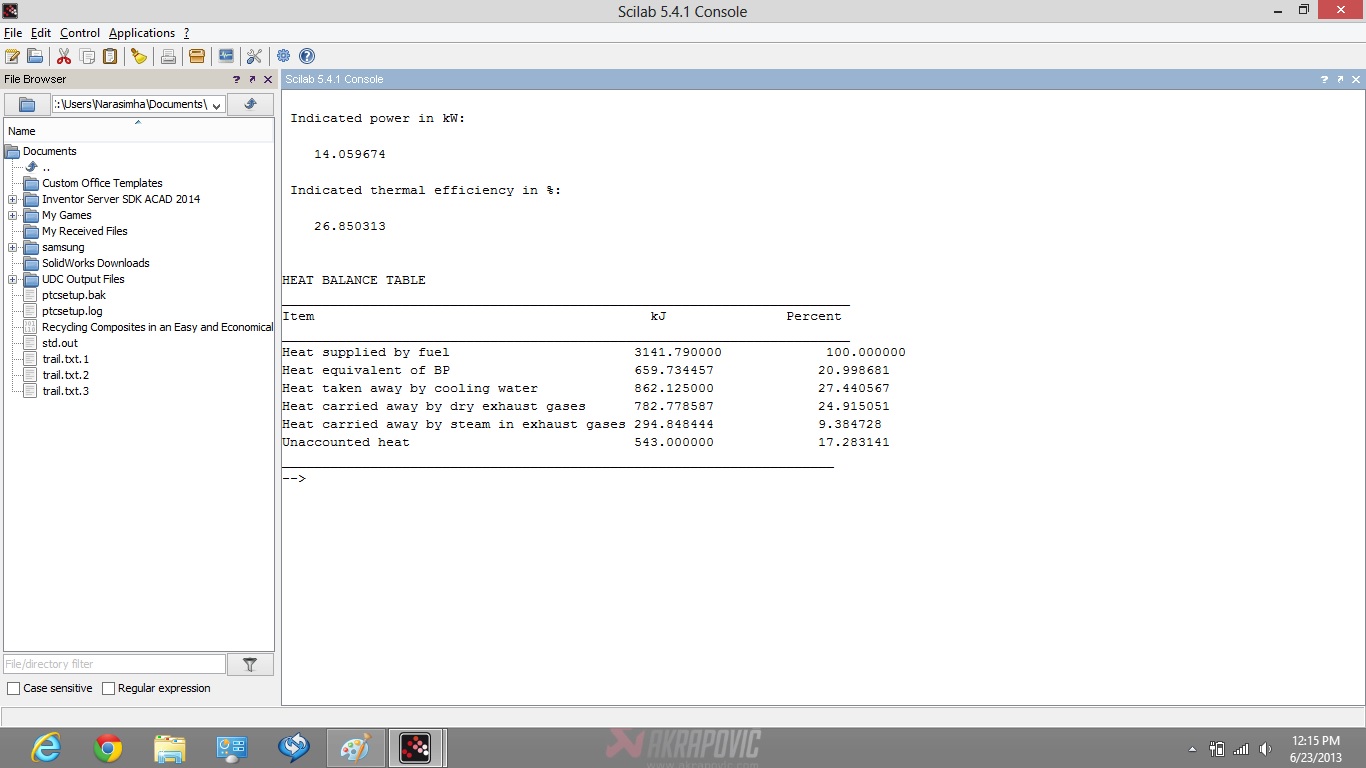 Scilab 5.4.1 Console
File Edit Control Applications ?
File Browser
Scilab 5.4.1 Console
:\Users\Narasimha\Documents\
Name
Documents
..
Custom Office Templates
Inventor Server SDK ACAD 2014
My Games
My Received Files
samsung
SolidWorks Downloads
UDC Output Files
ptcsetup.bak
ptcsetup.log
Recycling Composites in an Easy and Economical
std.out
trail.txt.1
trail.txt.2
trail.txt.3
File/directory filter
Case sensitive Regular expression
Indicated power in kW:
14.059674
Indicated thermal efficiency in %:
26.850313
HEAT BALANCE TABLE
Item kJ Percent
Heat supplied by fuel 3141.790000 100.000000
Heat equivalent of BP 659.734457 20.998681
Heat taken away by cooling water 862.125000 27.440567
Heat carried away by dry exhaust gases 782.778587 24.915051
Heat carried away by steam in exhaust gases 294.848444 9.384728
Unaccounted heat 543.000000 17.283141
-->
AKRAPOVIC
www.akrapovic.com
12:15 PM
6/23/2013